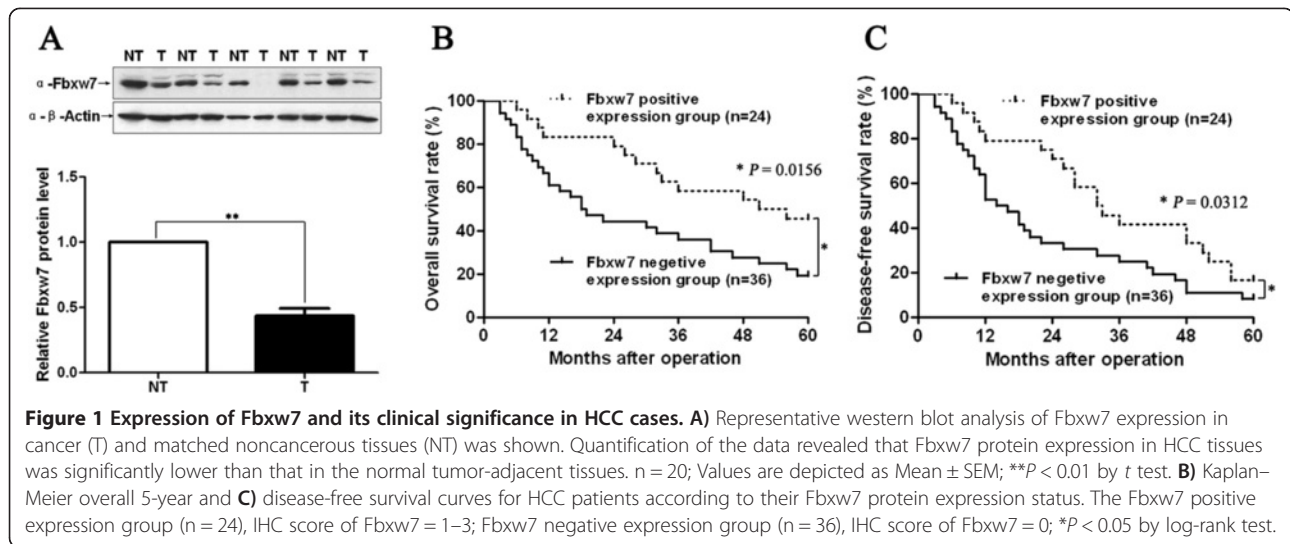 A
NT T NT T NT T NT T NT T
α-Fbxw7→
α-β-Actin→
Relative Fbxw7 protein level
1.5
1.0
0.5
0.0
**
NT
T
B
Overall survival rate (%)
100
80
60
40
20
0
Fbxw7 positive
expression group (n=24)
* P = 0.0156
*
Fbxw7 negetive
expression group (n=36)
0 12 24 36 48 60
Months after operation
C
Disease-free survival rate (%)
100
80
60
40
20
0
Fbxw7 positive
expression group (n=24)
* P = 0.0312
*
Fbxw7 negetive
expression group (n=36)
0 12 24 36 48 60
Months after operation
Figure 1 Expression of Fbxw7 and its clinical significance in HCC cases. A) Representative western blot analysis of Fbxw7 expression in
cancer (T) and matched noncancerous tissues (NT) was shown. Quantification of the data revealed that Fbxw7 protein expression in HCC tissues
was significantly lower than that in the normal tumor-adjacent tissues. n = 20; Values are depicted as Mean ± SEM; **P < 0.01 by t test. B) Kaplan–
Meier overall 5-year and C) disease-free survival curves for HCC patients according to their Fbxw7 protein expression status. The Fbxw7 positive
expression group (n = 24), IHC score of Fbxw7 = 1–3; Fbxw7 negative expression group (n = 36), IHC score of Fbxw7 = 0; *P < 0.05 by log-rank test.